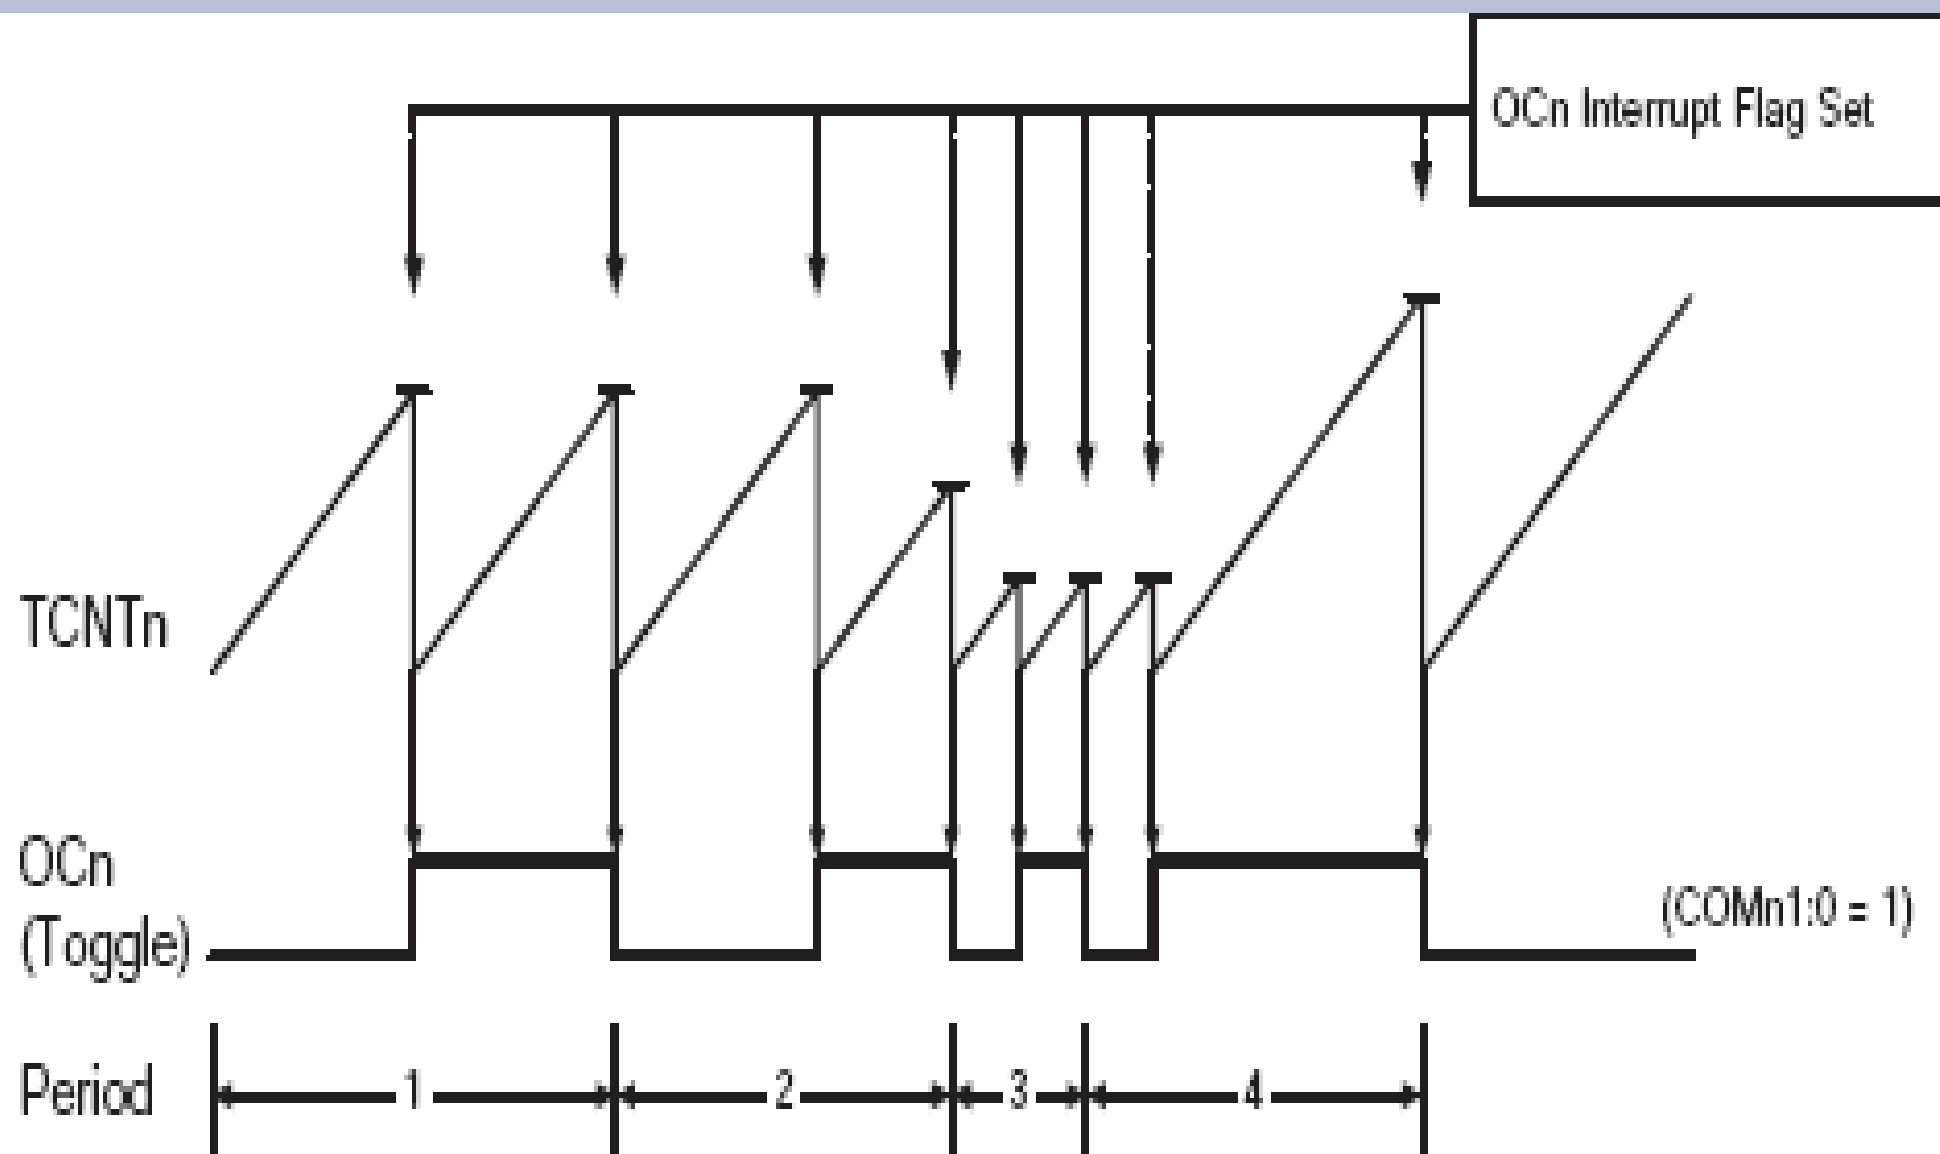 OCn Interrupt Flag Set
TCNTn
OCn
(Toggle)
(COMn1:0 = 1)
Period
1
2
3
4